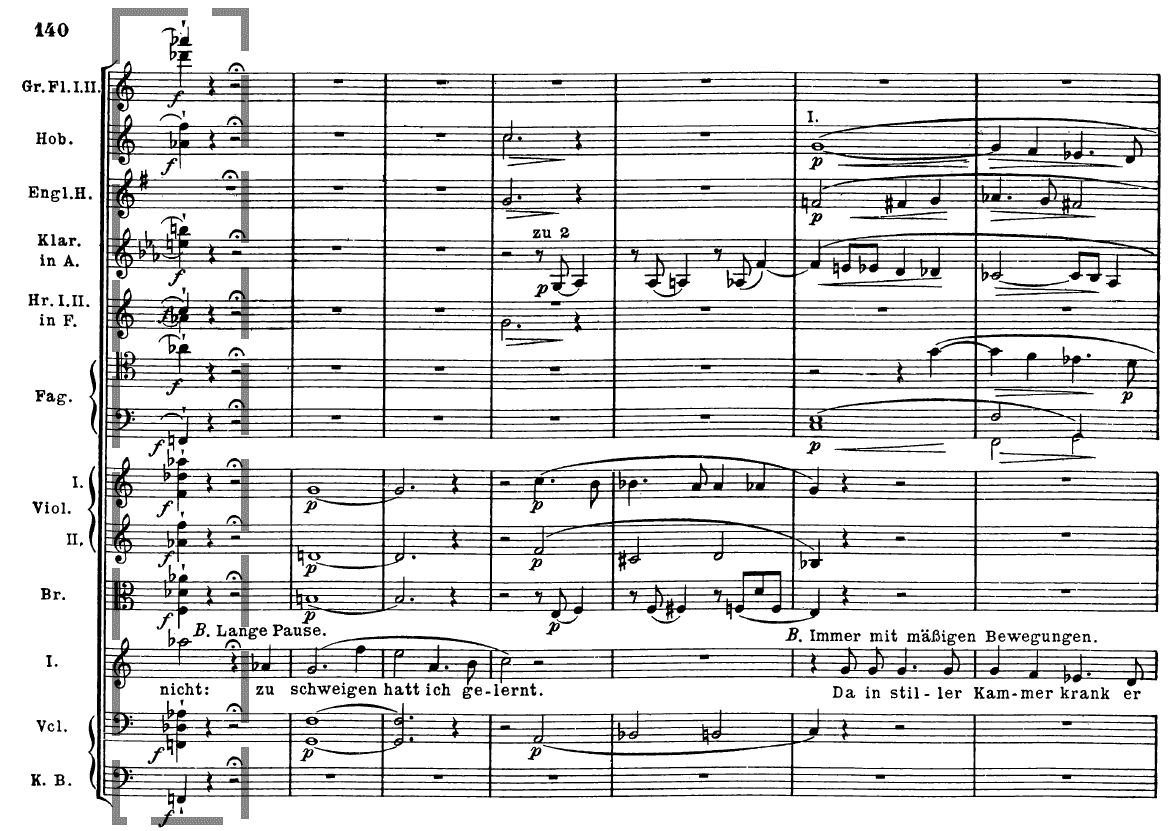 140
Gr. Fl. I. II.
f
Hob.
f
I.
p
Engl. H.
p
Klar.
in A.
f
zu 2
p
Hr. I. II.
in F.
f
Fag.
f
p
f
p
Viol.
I.
f
p
p
II.
f
p
p
Br.
f
p
p
B. Lange Pause.
B. Immer mit mäßigen Bewegungen.
I.
nicht: zu schweigen hatt ich ge-lernt. Da in stil-ler Kam-mer krank er
Vcl.
f
p
p
K. B.
f